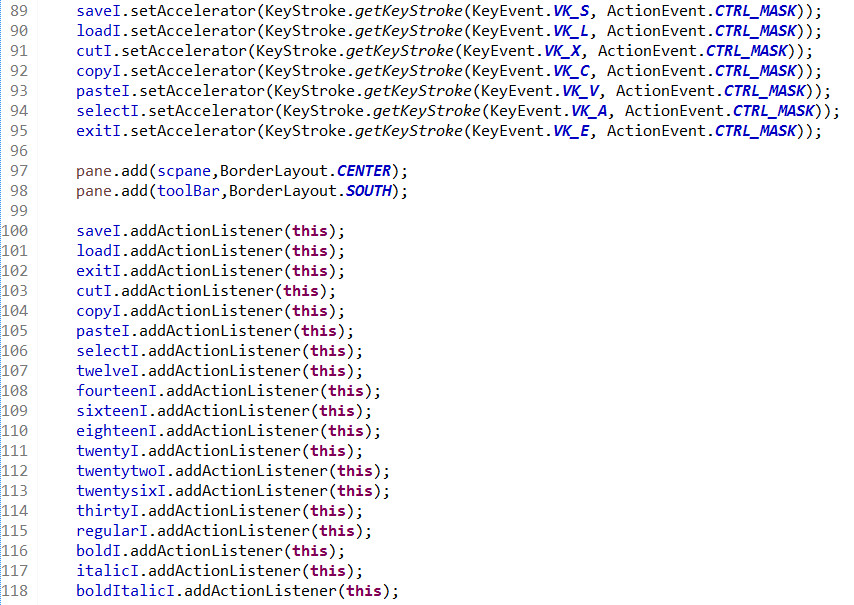 89 saveI.setAccelerator(KeyStroke.getKeyStroke(KeyEvent.VK_S, ActionEvent.CTRL_MASK));
90 loadI.setAccelerator(KeyStroke.getKeyStroke(KeyEvent.VK_L, ActionEvent.CTRL_MASK));
91 cutI.setAccelerator(KeyStroke.getKeyStroke(KeyEvent.VK_X, ActionEvent.CTRL_MASK));
92 copyI.setAccelerator(KeyStroke.getKeyStroke(KeyEvent.VK_C, ActionEvent.CTRL_MASK));
93 pasteI.setAccelerator(KeyStroke.getKeyStroke(KeyEvent.VK_V, ActionEvent.CTRL_MASK));
94 selectI.setAccelerator(KeyStroke.getKeyStroke(KeyEvent.VK_A, ActionEvent.CTRL_MASK));
95 exitI.setAccelerator(KeyStroke.getKeyStroke(KeyEvent.VK_E, ActionEvent.CTRL_MASK));
96
97 pane.add(scpane,BorderLayout.CENTER);
98 pane.add(toolBar,BorderLayout.SOUTH);
99
100 saveI.addActionListener(this);
101 loadI.addActionListener(this);
102 exitI.addActionListener(this);
103 cutI.addActionListener(this);
104 copyI.addActionListener(this);
105 pasteI.addActionListener(this);
106 selectI.addActionListener(this);
107 twelveI.addActionListener(this);
108 fourteenI.addActionListener(this);
109 sixteenI.addActionListener(this);
110 eighteenI.addActionListener(this);
111 twentyI.addActionListener(this);
112 twentytwoI.addActionListener(this);
113 twentysixI.addActionListener(this);
114 thirtyI.addActionListener(this);
115 regularI.addActionListener(this);
116 boldI.addActionListener(this);
117 italicI.addActionListener(this);
118 boldItalicI.addActionListener(this);